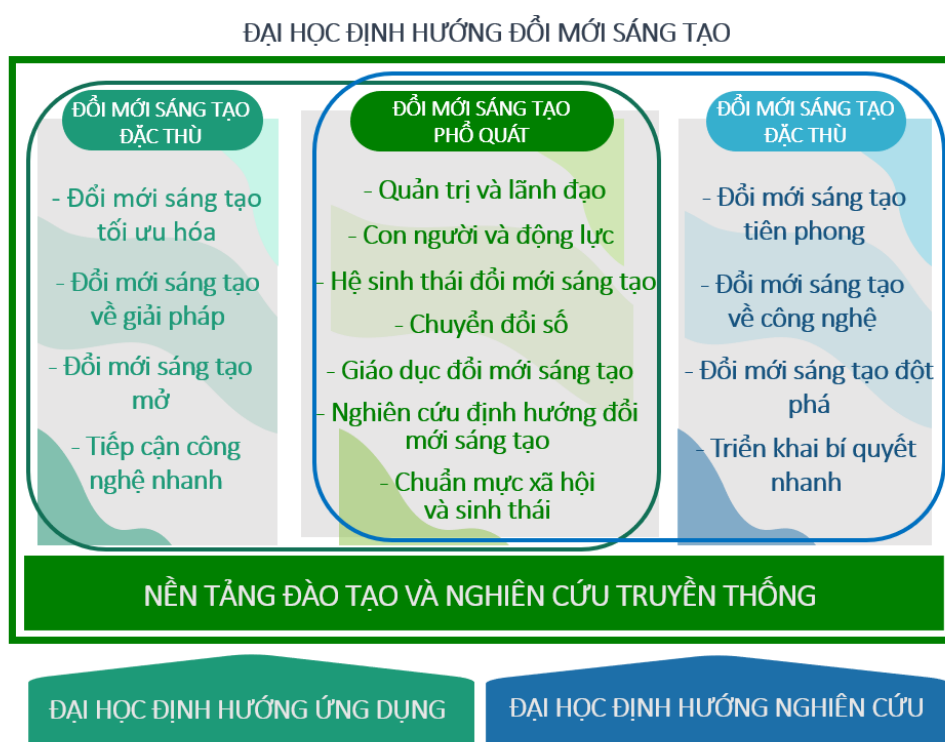 ĐẠI HỌC ĐỊNH HƯỚNG ĐỔI MỚI SÁNG TẠO
ĐỔI MỚI SÁNG TẠO
ĐẶC THÙ
- Đổi mới sáng tạo
tối ưu hóa
- Đổi mới sáng tạo
về giải pháp
- Đổi mới sáng tạo
mở
- Tiếp cận công
nghệ nhanh
ĐỔI MỚI SÁNG TẠO
PHỔ QUÁT
- Quản trị và lãnh đạo
- Con người và động lực
- Hệ sinh thái đổi mới sáng tạo
- Chuyển đổi số
- Giáo dục đổi mới sáng tạo
- Nghiên cứu định hướng đổi
mới sáng tạo
- Chuẩn mực xã hội
và sinh thái
ĐỔI MỚI SÁNG TẠO
ĐẶC THÙ
- Đổi mới sáng tạo
tiên phong
- Đổi mới sáng tạo
về công nghệ
- Đổi mới sáng tạo đột
phá
- Triển khai bí quyết
nhanh
NỀN TẢNG ĐÀO TẠO VÀ NGHIÊN CỨU TRUYỀN THỐNG
ĐẠI HỌC ĐỊNH HƯỚNG ỨNG DỤNG
ĐẠI HỌC ĐỊNH HƯỚNG NGHIÊN CỨU